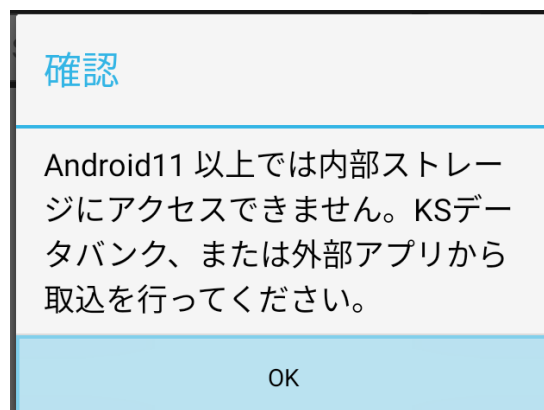 確認
Android11 以上では内部ストレー
ジにアクセスできません。KSデー
タバンク、または外部アプリから
取込を行ってください。
OK